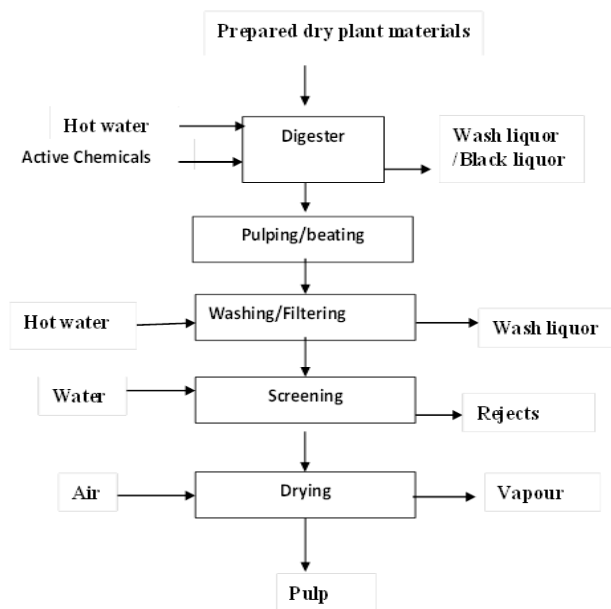 Prepared dry plant materials
Hot water
Active Chemicals
Digester
Wash liquor
/Black liquor
Pulping/beating
Hot water
Washing/Filtering
Wash liquor
Water
Screening
Rejects
Air
Drying
Vapour
Pulp